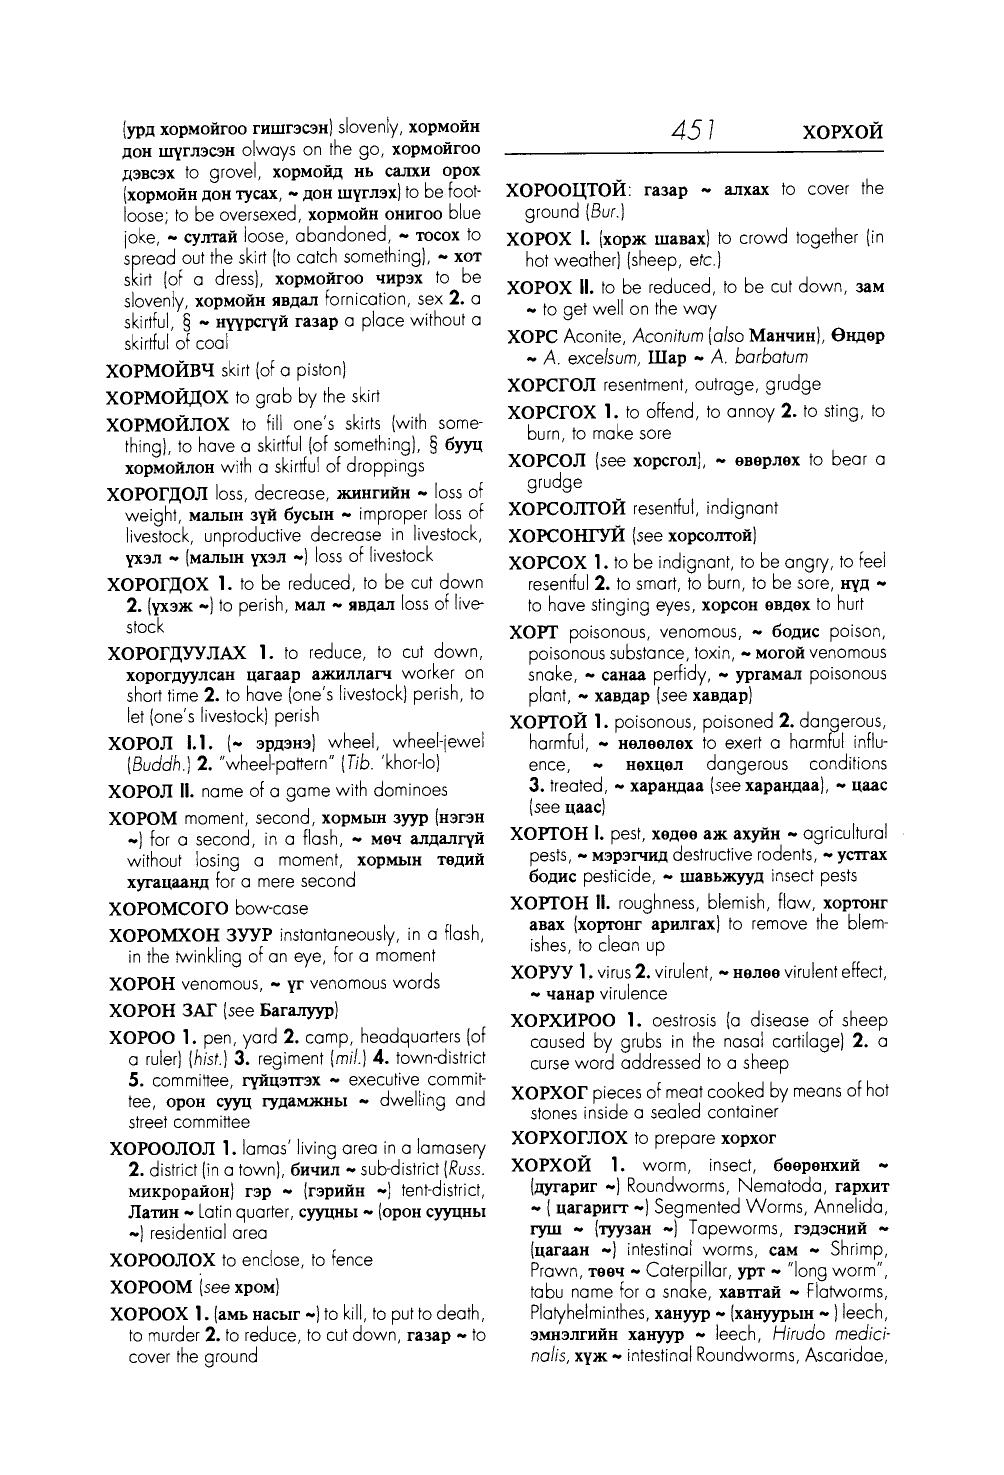 (урд хормойгоо гишгэсэн) slovenly, хормойн
дон шүглэсэн always on the go, хормойгоо
дэвсэх to grovel, хормойд нь салхи орох
(хормойн дон тусах, ~ дон шүглэх) to be foot-
loose; to be oversexed, хормойн онигоо blue
joke, ~ султай loose, abandoned, ~ тосох to
spread out the skirt (to catch something), ~ хот
skirt (of a dress), хормойгоо чирэх to be
slovenly, хормойн явдал fornication, sex 2. a
skirtful, § ~ нүүрсгүй газар a place without a
skirtful of coal
ХОРМОЙВЧ skirt (of a piston)
ХОРМОЙДОХ to grab by the skirt
ХОРМОЙЛОХ to fill one's skirts (with some-
thing), to have a skirtful (of something), § бууц
хормойлон with a skirtful of droppings
ХОРОГДОЛ loss, decrease, жингийн ~ loss of
weight, малын зүй бусын ~ improper loss of
livestock, unproductive decrease in livestock,
үхэл ~ (малын үхэл ~) loss of livestock
ХОРОГДОХ 1. to be reduced, to be cut down
2. (үхэж ~) to perish, мал ~ явдал loss of live-
stock
ХОРОГДУУЛАХ 1. to reduce, to cut down,
хорогдуулсан цагаар ажиллагч worker on
short time 2. to have (one's livestock) perish, to
let (one's livestock) perish
ХОРОЛ I.1. (~ эрдэнэ) wheel, wheel-jewel
(Buddh.) 2. "wheel-pattern" (Tib. 'khor-lo)
ХОРОЛ II. name of a game with dominoes
ХОРОМ moment, second, хормын зуур (нэгэн
~) for a second, in a flash, ~ мөч алдалгүй
without losing a moment, хормын төдий
хугацаанд for a mere second
ХОРОМСОГО bow-case
ХОРОМХОН ЗУУР instantaneously, in a flash,
in the twinkling of an eye, for a moment
ХОРОН venomous, ~ үг venomous words
ХОРОН ЗАГ (see Багалуур)
ХОРОО 1. pen, yard 2. camp, headquarters (of
a ruler) (hist.) 3. regiment (mil.) 4. town-district
5. committee, гүйцэтгэх ~ executive commit-
tee, орон сууц гудамжны ~ dwelling and
street committee
ХОРООЛОЛ 1. lamas' living area in a lamasery
2. district (in a town), бичил ~ sub-district (Russ.
микрорайон) гэр ~ (гэрийн ~) tent-district,
Латин ~ Latin quarter, сууцны ~ (орон сууцны
~) residential area
ХОРООЛОХ to enclose, to fence
ХОРООМ (see хром)
ХОРООХ 1. (амь насыг ~) to kill, to put to death,
to murder 2. to reduce, to cut down, газар ~ to
cover the ground
451 ХОРХОЙ
ХОРООЦТОЙ: газар ~ алхах to cover the
ground (Bur.)
ХОРОХ I. (хорж шавах) to crowd together (in
hot weather) (sheep, etc.)
ХОРОХ II. to be reduced, to be cut down, зам
~ to get well on the way
ХОРС Aconite, Aconitum (also Манчин), Өндөр
~ A. excelsum, Шар ~ A. barbatum
ХОРСГОЛ resentment, outrage, grudge
ХОРСГОХ 1. to offend, to annoy 2. to sting, to
burn, to make sore
ХОРСОЛ (see хорсгол), ~ өвөрлөх to bear a
grudge
ХОРСОЛТОЙ resentful, indignant
ХОРСОНГУЙ (see хорсолтой)
ХОРСОХ 1. to be indignant, to be angry, to feel
resentful 2. to smart, to burn, to be sore, нүд ~
to have stinging eyes, хорсон өвдөх to hurt
ХОРТ poisonous, venomous, ~ бодис poison,
poisonous substance, toxin, ~ могой venomous
snake, ~ санаа perfidy, ~ ургамал poisonous
plant, ~ хавдар (see хавдар)
ХОРТОЙ 1. poisonous, poisoned 2. dangerous,
harmful, ~ нөлөөлөх to exert a harmful influ-
ence, ~ нөхцөл dangerous conditions
3. treated, ~ харандаа (see харандаа), ~ цаас
(see цаас)
ХОРТОН I. pest, хөдөө аж ахуйн ~ agricultural
pests, ~ мэрэгчид destructive rodents, ~ устгах
бодис pesticide, ~ шавьжууд insect pests
ХОРТОН II. roughness, blemish, flaw, хортонг
авах (хортонг арилгах) to remove the blem-
ishes, to clean up
ХОРУУ 1. virus 2. virulent, ~ нөлөө virulent effect,
~ чанар virulence
ХОРХИРОО 1. oestrosis (a disease of sheep
caused by grubs in the nasal cartilage) 2. a
curse word addressed to a sheep
ХОРХОГ pieces of meat cooked by means of hot
stones inside a sealed container
ХОРХОГЛОХ to prepare хорхог
ХОРХОЙ 1. worm, insect, бөөрөнхий ~
(дугариг ~) Roundworms, Nematoda, гархит
~ ( цагаригт ~) Segmented Worms, Annelida,
гуш ~ (туузан ~) Tapeworms, гэдэсний ~
(цагаан ~) intestinal worms, сам ~ Shrimp,
Prawn, төөч ~ Caterpillar, урт ~ "long worm",
tabu name for a snake, хавтгай ~ Flatworms,
Platyhelminthes, хануур ~ (хануурын ~ ) leech,
эмнэлгийн хануур ~ leech, Hirudo medici-
nalis, хүж ~ intestinal Roundworms, Ascaridae,